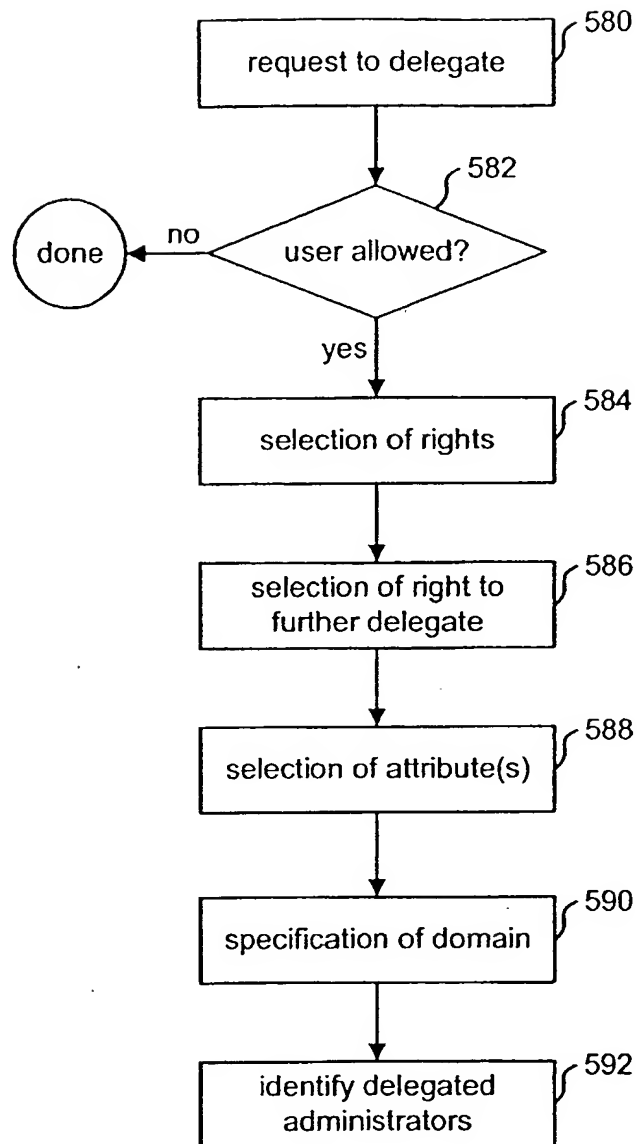 580
request to delegate
582
done
no
user allowed?
yes
584
selection of rights
586
selection of right to
further delegate
588
selection of attribute(s)
590
specification of domain
592
identify delegated
administrators